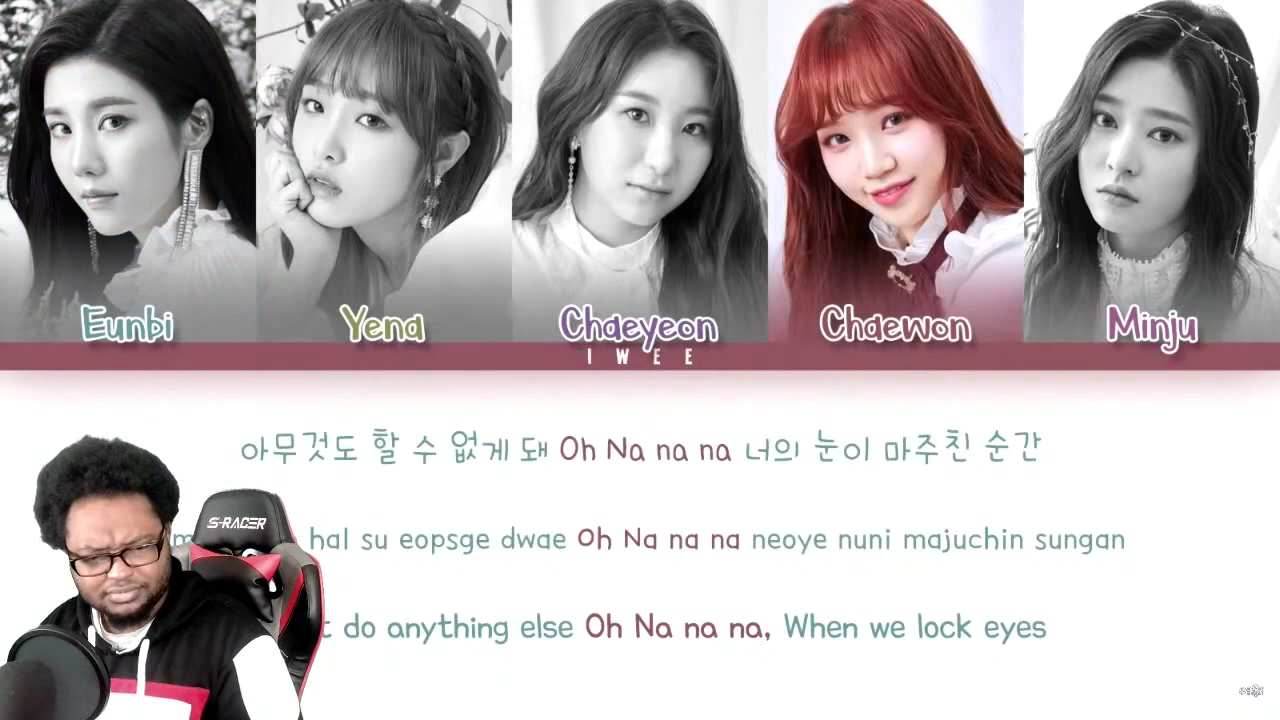 Eunbi
Yena
Chaeyeon
Chaewon
Minju
IWEE
아무것도 할 수 없게 돼 Oh Na na na 너의 눈이 마주친 순간
S-RACER
hal su eopsge dwae Oh Na na na neoye nuni majuchin sungan
do anything else Oh Na na na, When we lock eyes